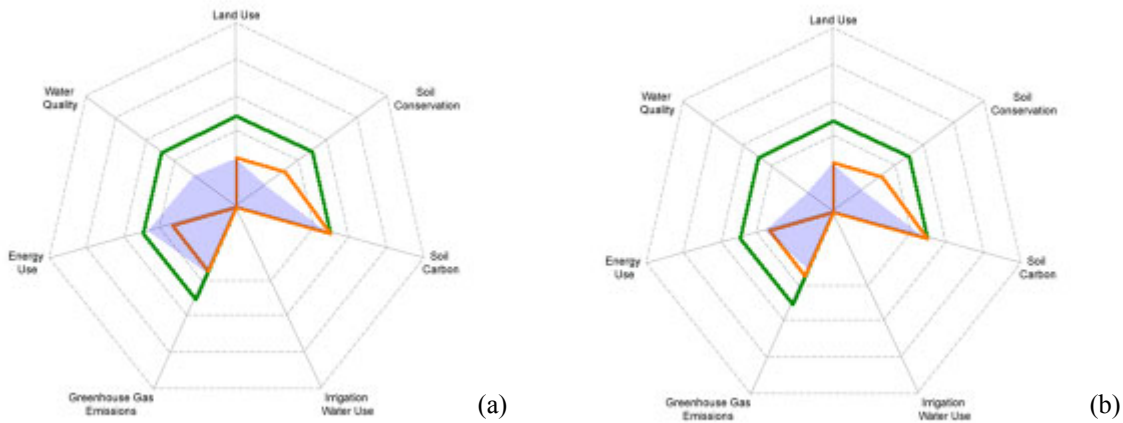 Land Use
Soil
Conservation
Soil
Carbon
Irrigation
Water Use
Greenhouse Gas
Emissions
Energy
Use
Water
Quality
(a)
Land Use
Soil
Conservation
Soil
Carbon
Irrigation
Water Use
Greenhouse Gas
Emissions
Energy
Use
Water
Quality
(b)